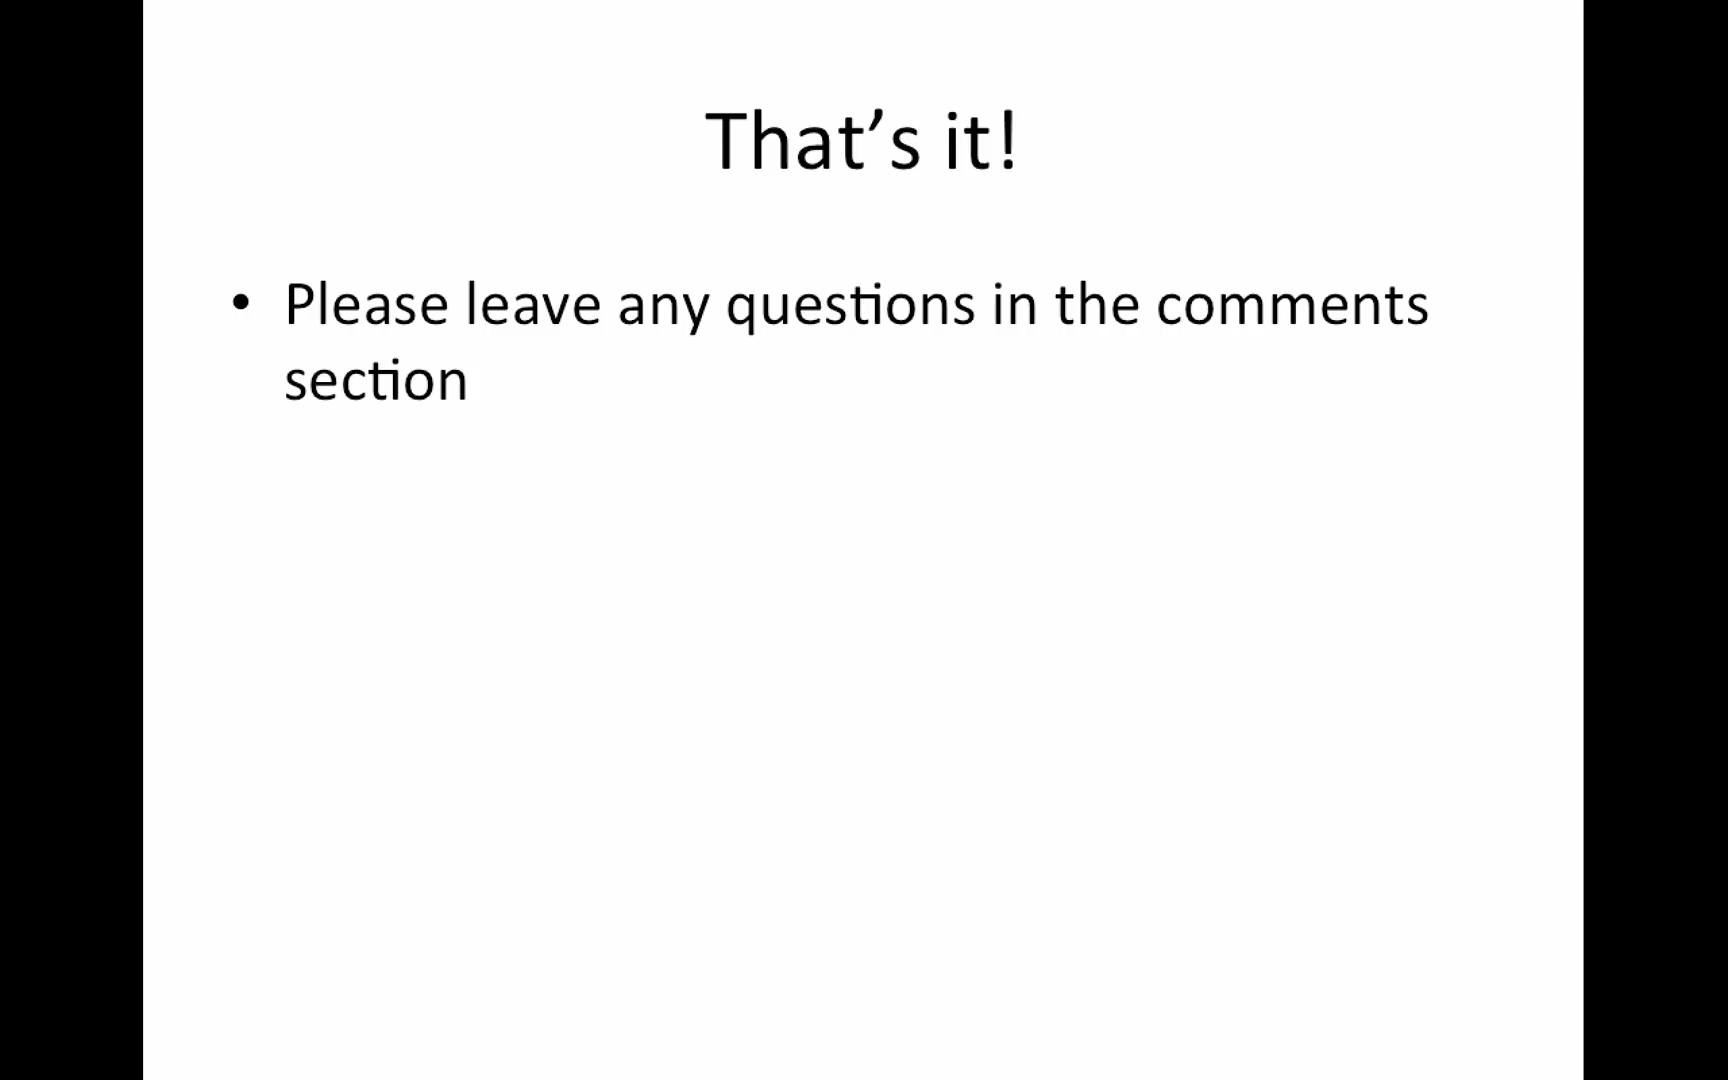 That’s it!
• Please leave any questions in the comments
section